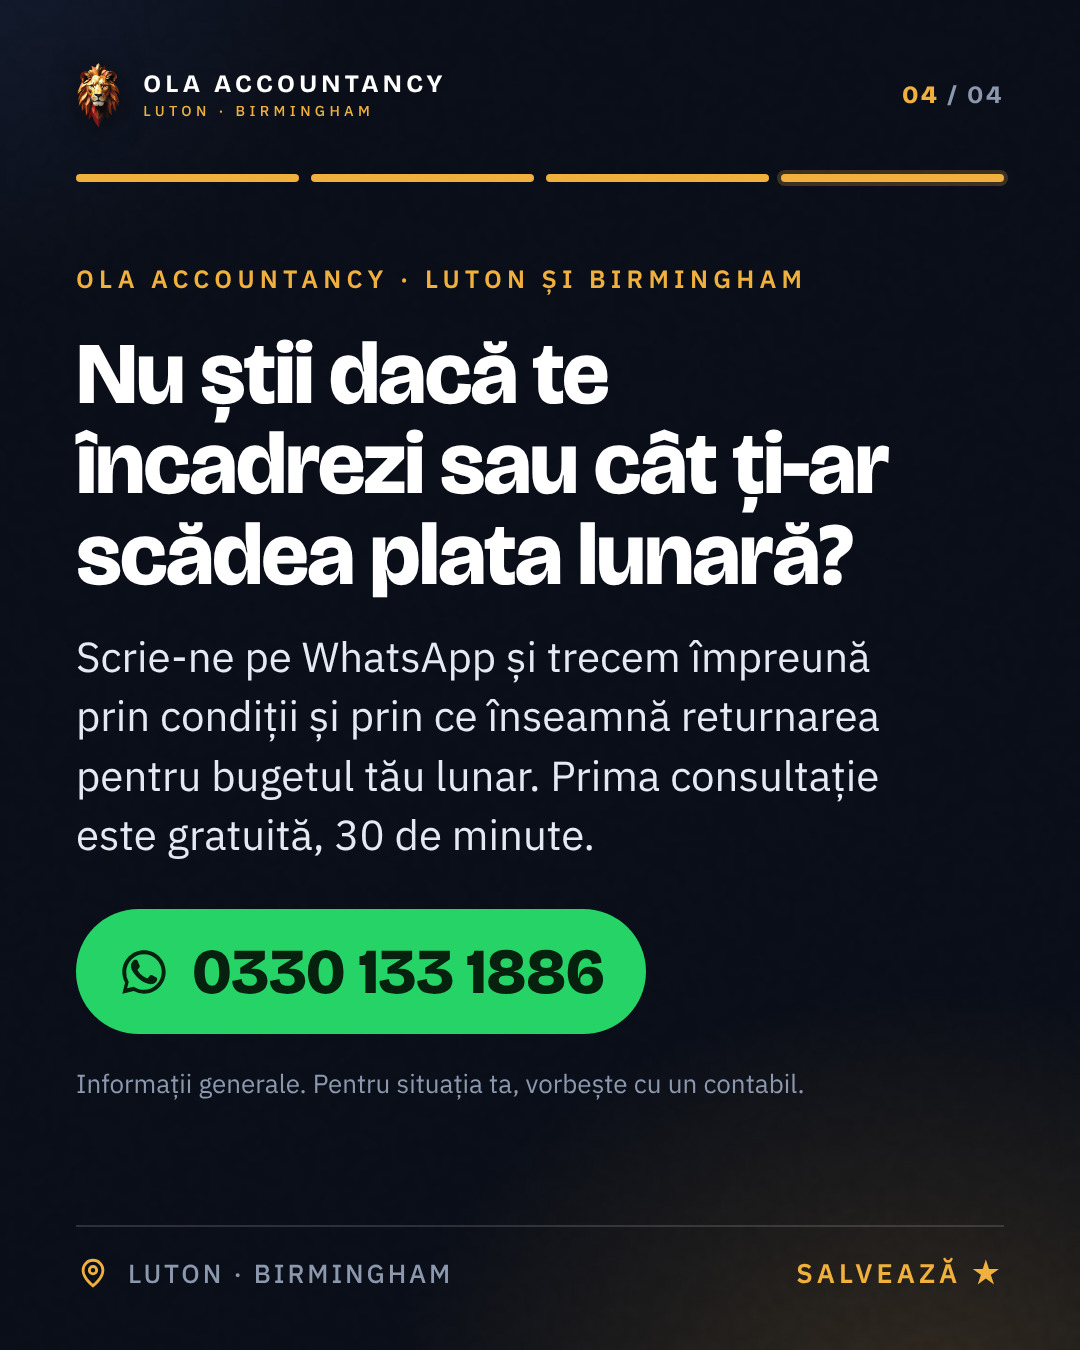 OLA ACCOUNTANCY
LUTON · BIRMINGHAM
04 / 04
OLA ACCOUNTANCY · LUTON ȘI BIRMINGHAM
Nu știi dacă te
încadrezi sau cât ți-ar
scădea plata lunară?
Scrie-ne pe WhatsApp și trecem împreună
prin condiții și prin ce înseamnă returnarea
pentru bugetul tău lunar. Prima consultație
este gratuită, 30 de minute.
0330 133 1886
Informații generale. Pentru situația ta, vorbește cu un contabil.
LUTON · BIRMINGHAM
SALVEAZĂ ★